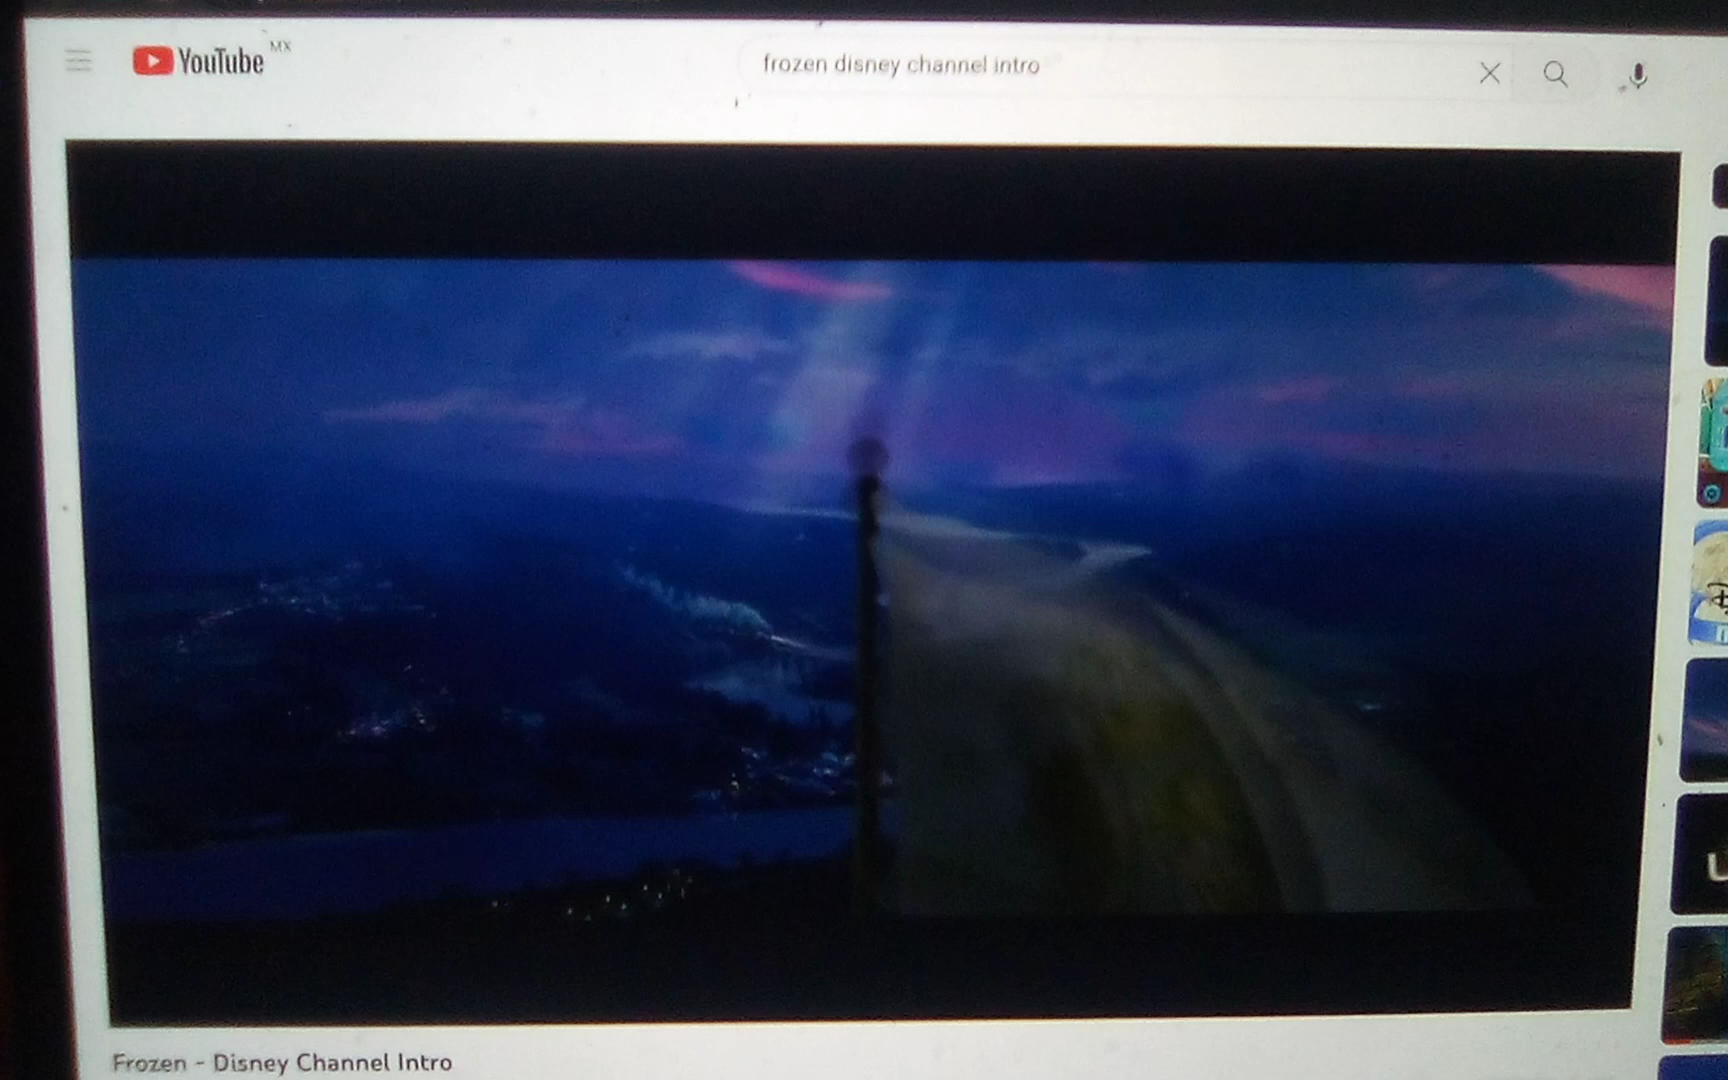 YouTube MX
frozen disney channel intro
Frozen - Disney Channel Intro